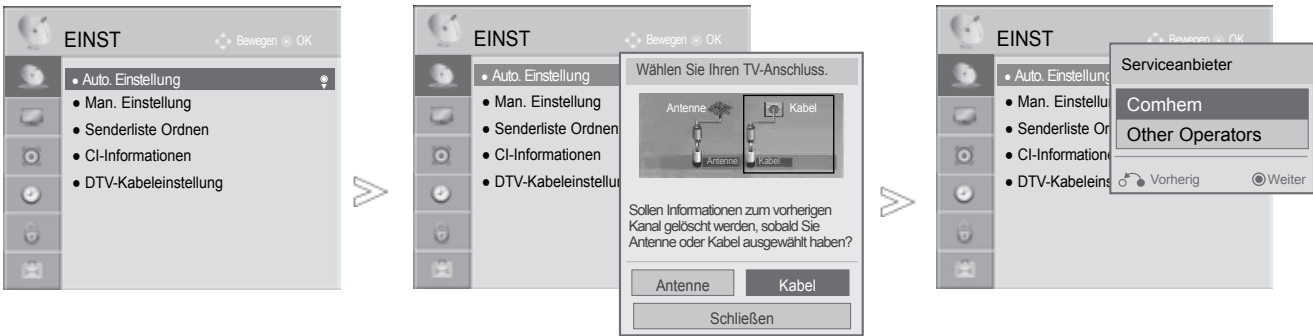 EINST
Bewegen OK
● Auto. Einstellung
● Man. Einstellung
● Senderliste Ordnen
● CI-Informationen
● DTV-Kabeleinstellung
EINST
Bewegen OK
● Auto. Einstellung
● Man. Einstellung
● Senderliste Ordnen
● CI-Informationen
● DTV-Kabeleinstellu
Wählen Sie Ihren TV-Anschluss.
Antenne Kabel
Antenne Kabel
Sollen Informationen zum vorherigen
Kanal gelöscht werden, sobald Sie
Antenne oder Kabel ausgewählt haben?
Antenne Kabel
Schließen
EINST
Bewegen OK
● Auto. Einstellung
● Man. Einstellu
● Senderliste Or
● CI-Informatione
● DTV-Kabeleins
Serviceanbieter
Comhem
Other Operators
Vorherig Weiter